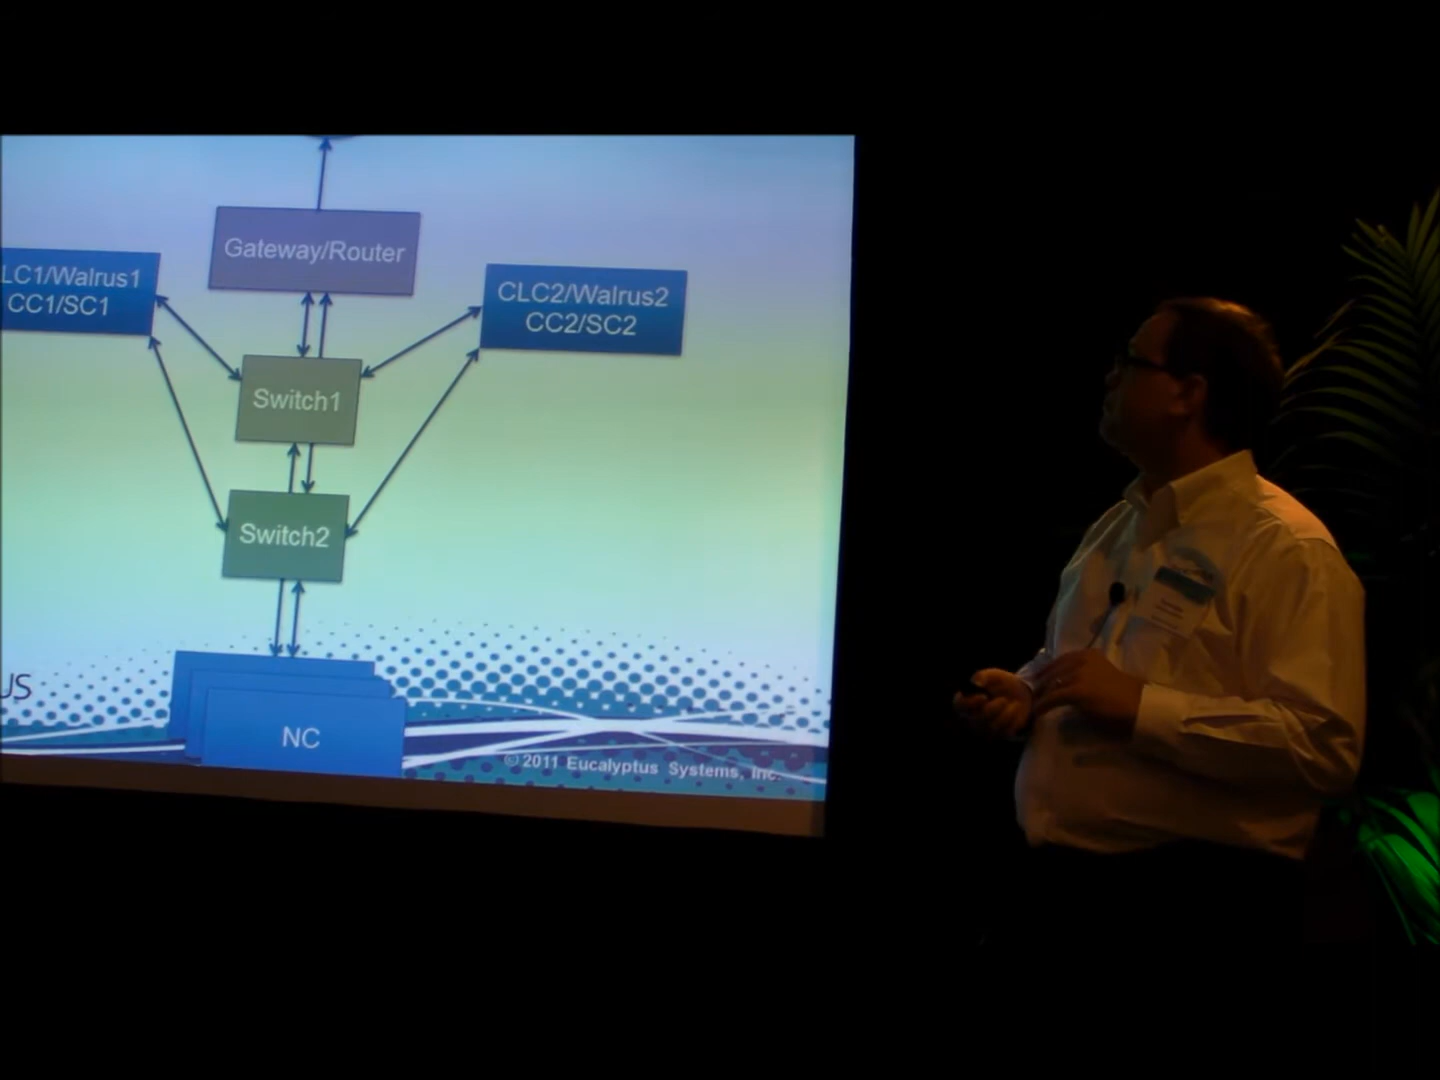 Gateway/Router
LC1/Walrus1
CC1/SC1
CLC2/Walrus2
CC2/SC2
Switch1
Switch2
US
NC
© 2011 Eucalyptus Systems, Inc.